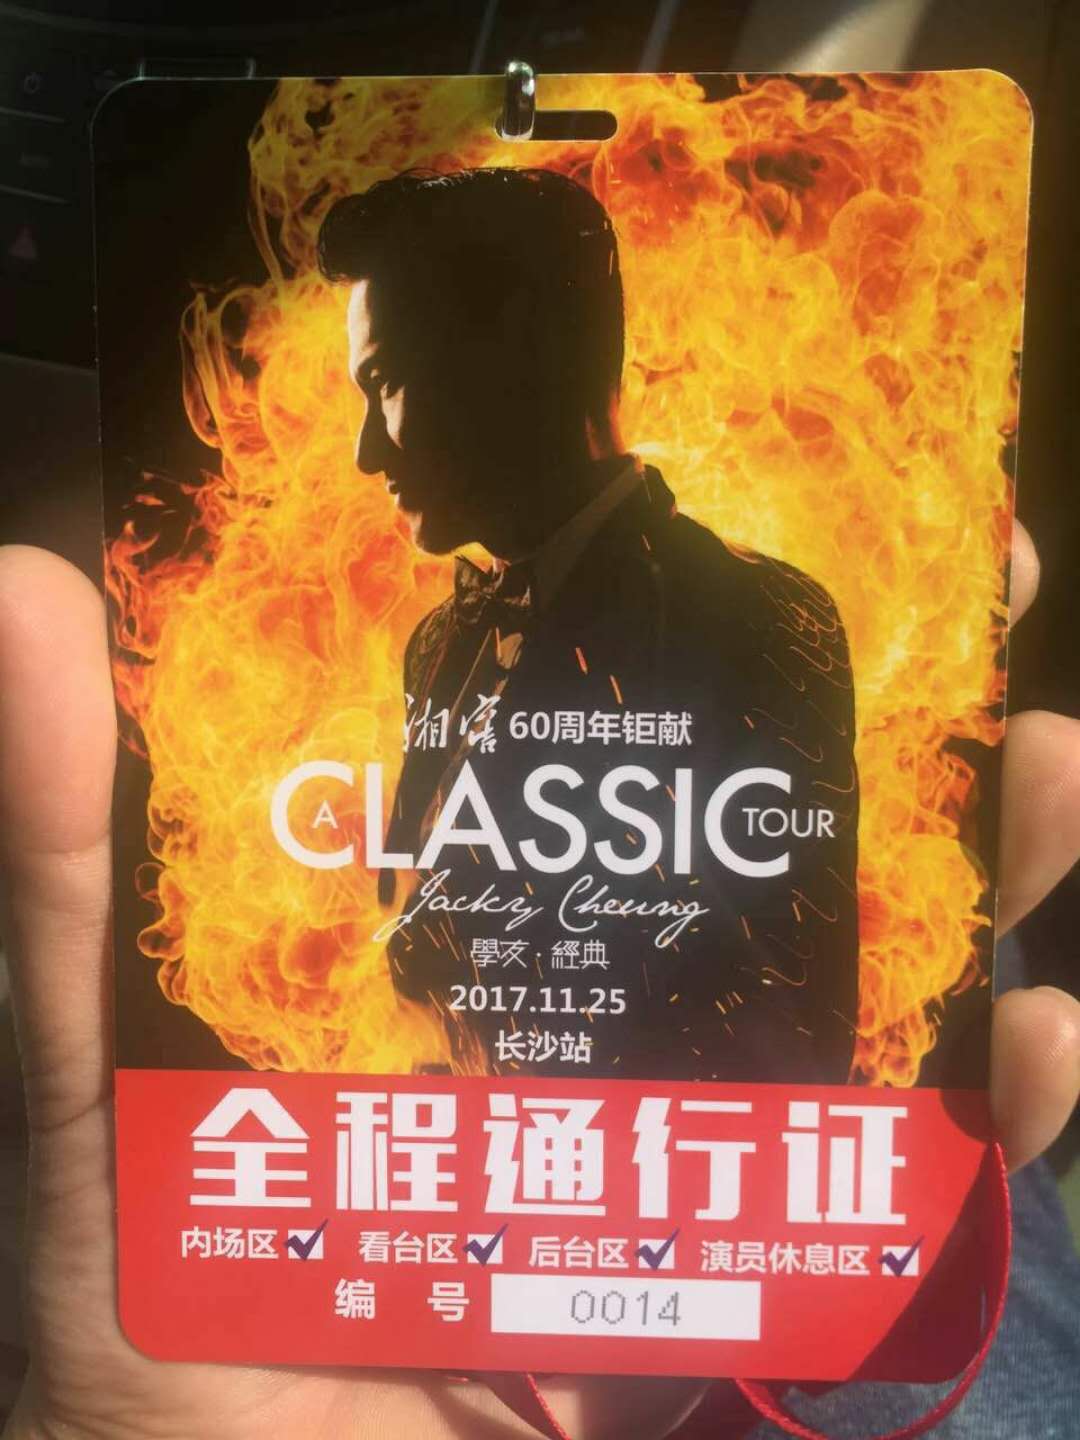 湘窖60周年钜献
A CLASSIC TOUR
Jacky Cheung
學友·經典
2017.11.25
长沙站
全程通行证
内场区 看台区 后台区 演员休息区
编 号 0014